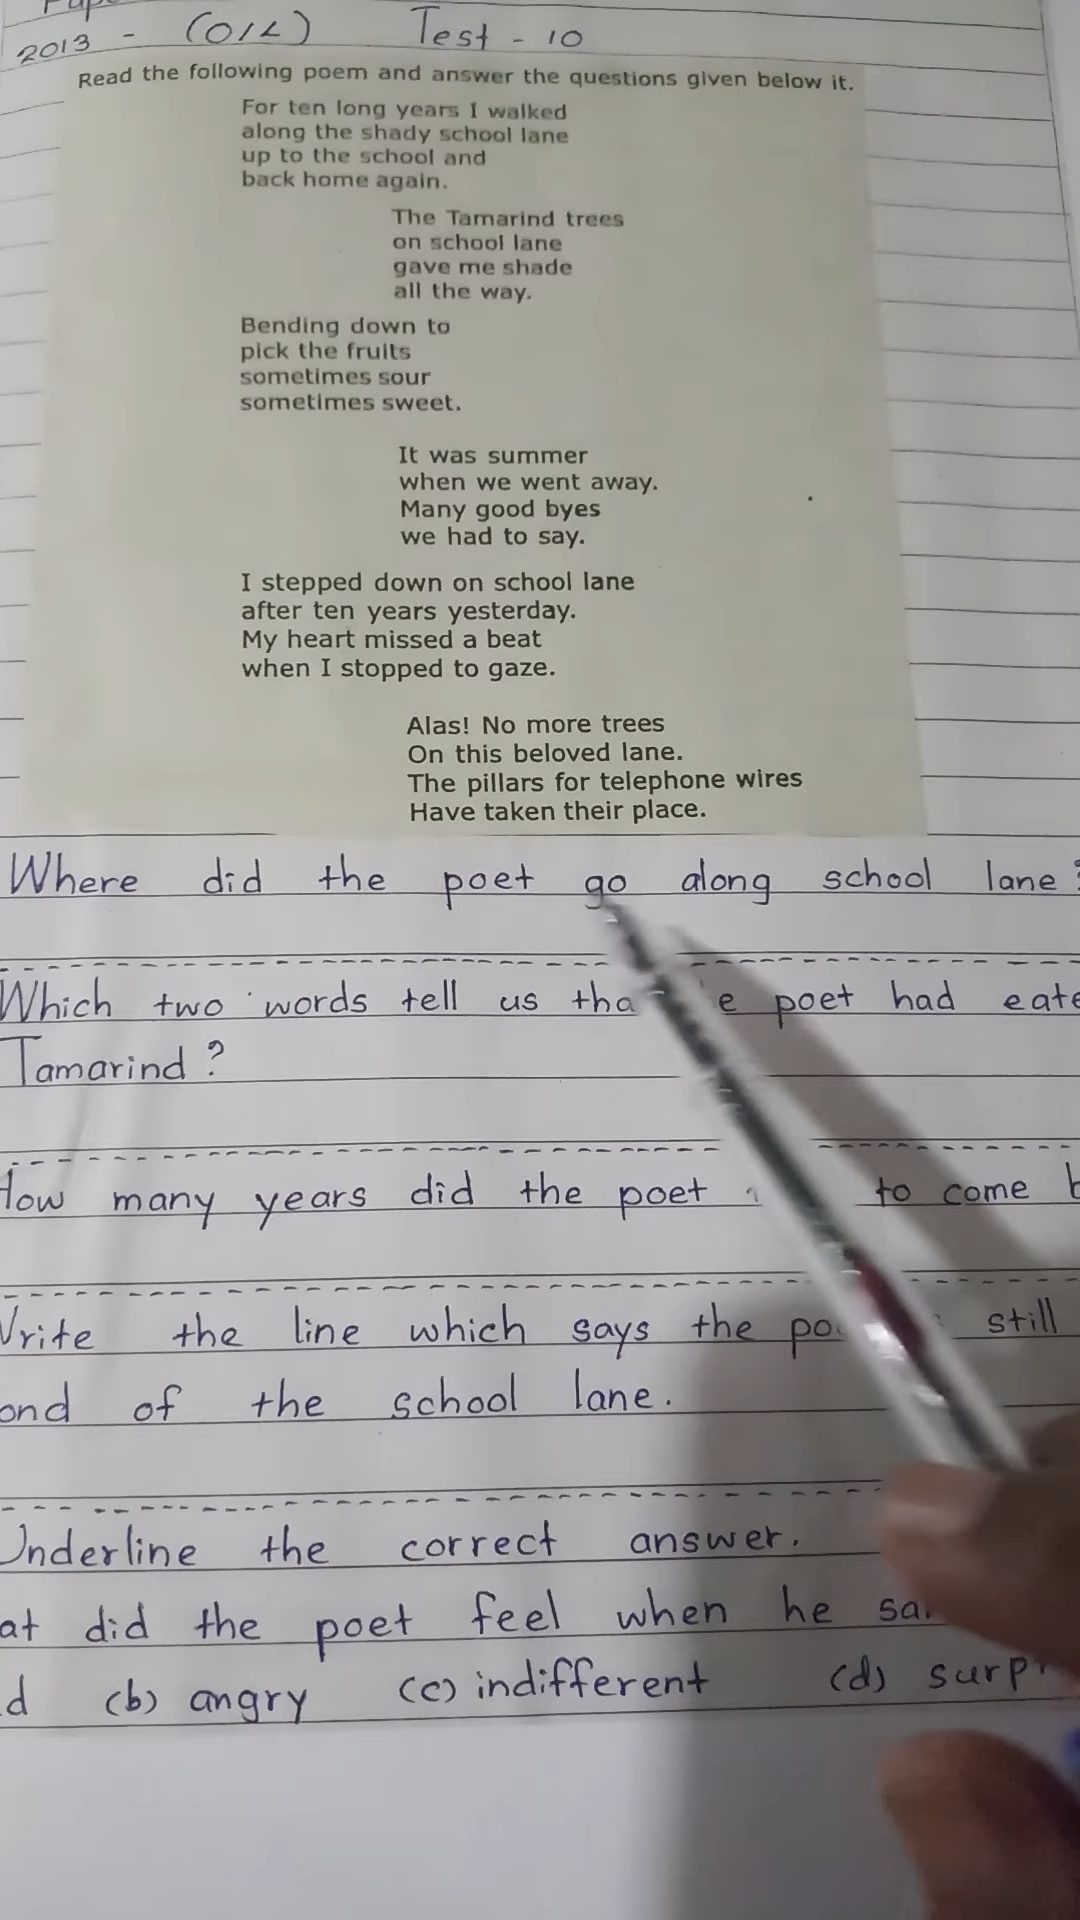 2013 - (O/L) Test - 10
Read the following poem and answer the questions given below it.
For ten long years I walked
along the shady school lane
up to the school and
back home again.
The Tamarind trees
on school lane
gave me shade
all the way.
Bending down to
pick the fruits
sometimes sour
sometimes sweet.
It was summer
when we went away.
Many good byes
we had to say.
I stepped down on school lane
after ten years yesterday.
My heart missed a beat
when I stopped to gaze.
Alas! No more trees
On this beloved lane.
The pillars for telephone wires
Have taken their place.
Where did the poet go along school lane?
Which two words tell us poet had
Tamarind ?
many years did the poet to come
the line which says the still
of the school lane.
Underline the correct answer.
did the poet feel when he
(b) angry (c) indifferent (d)